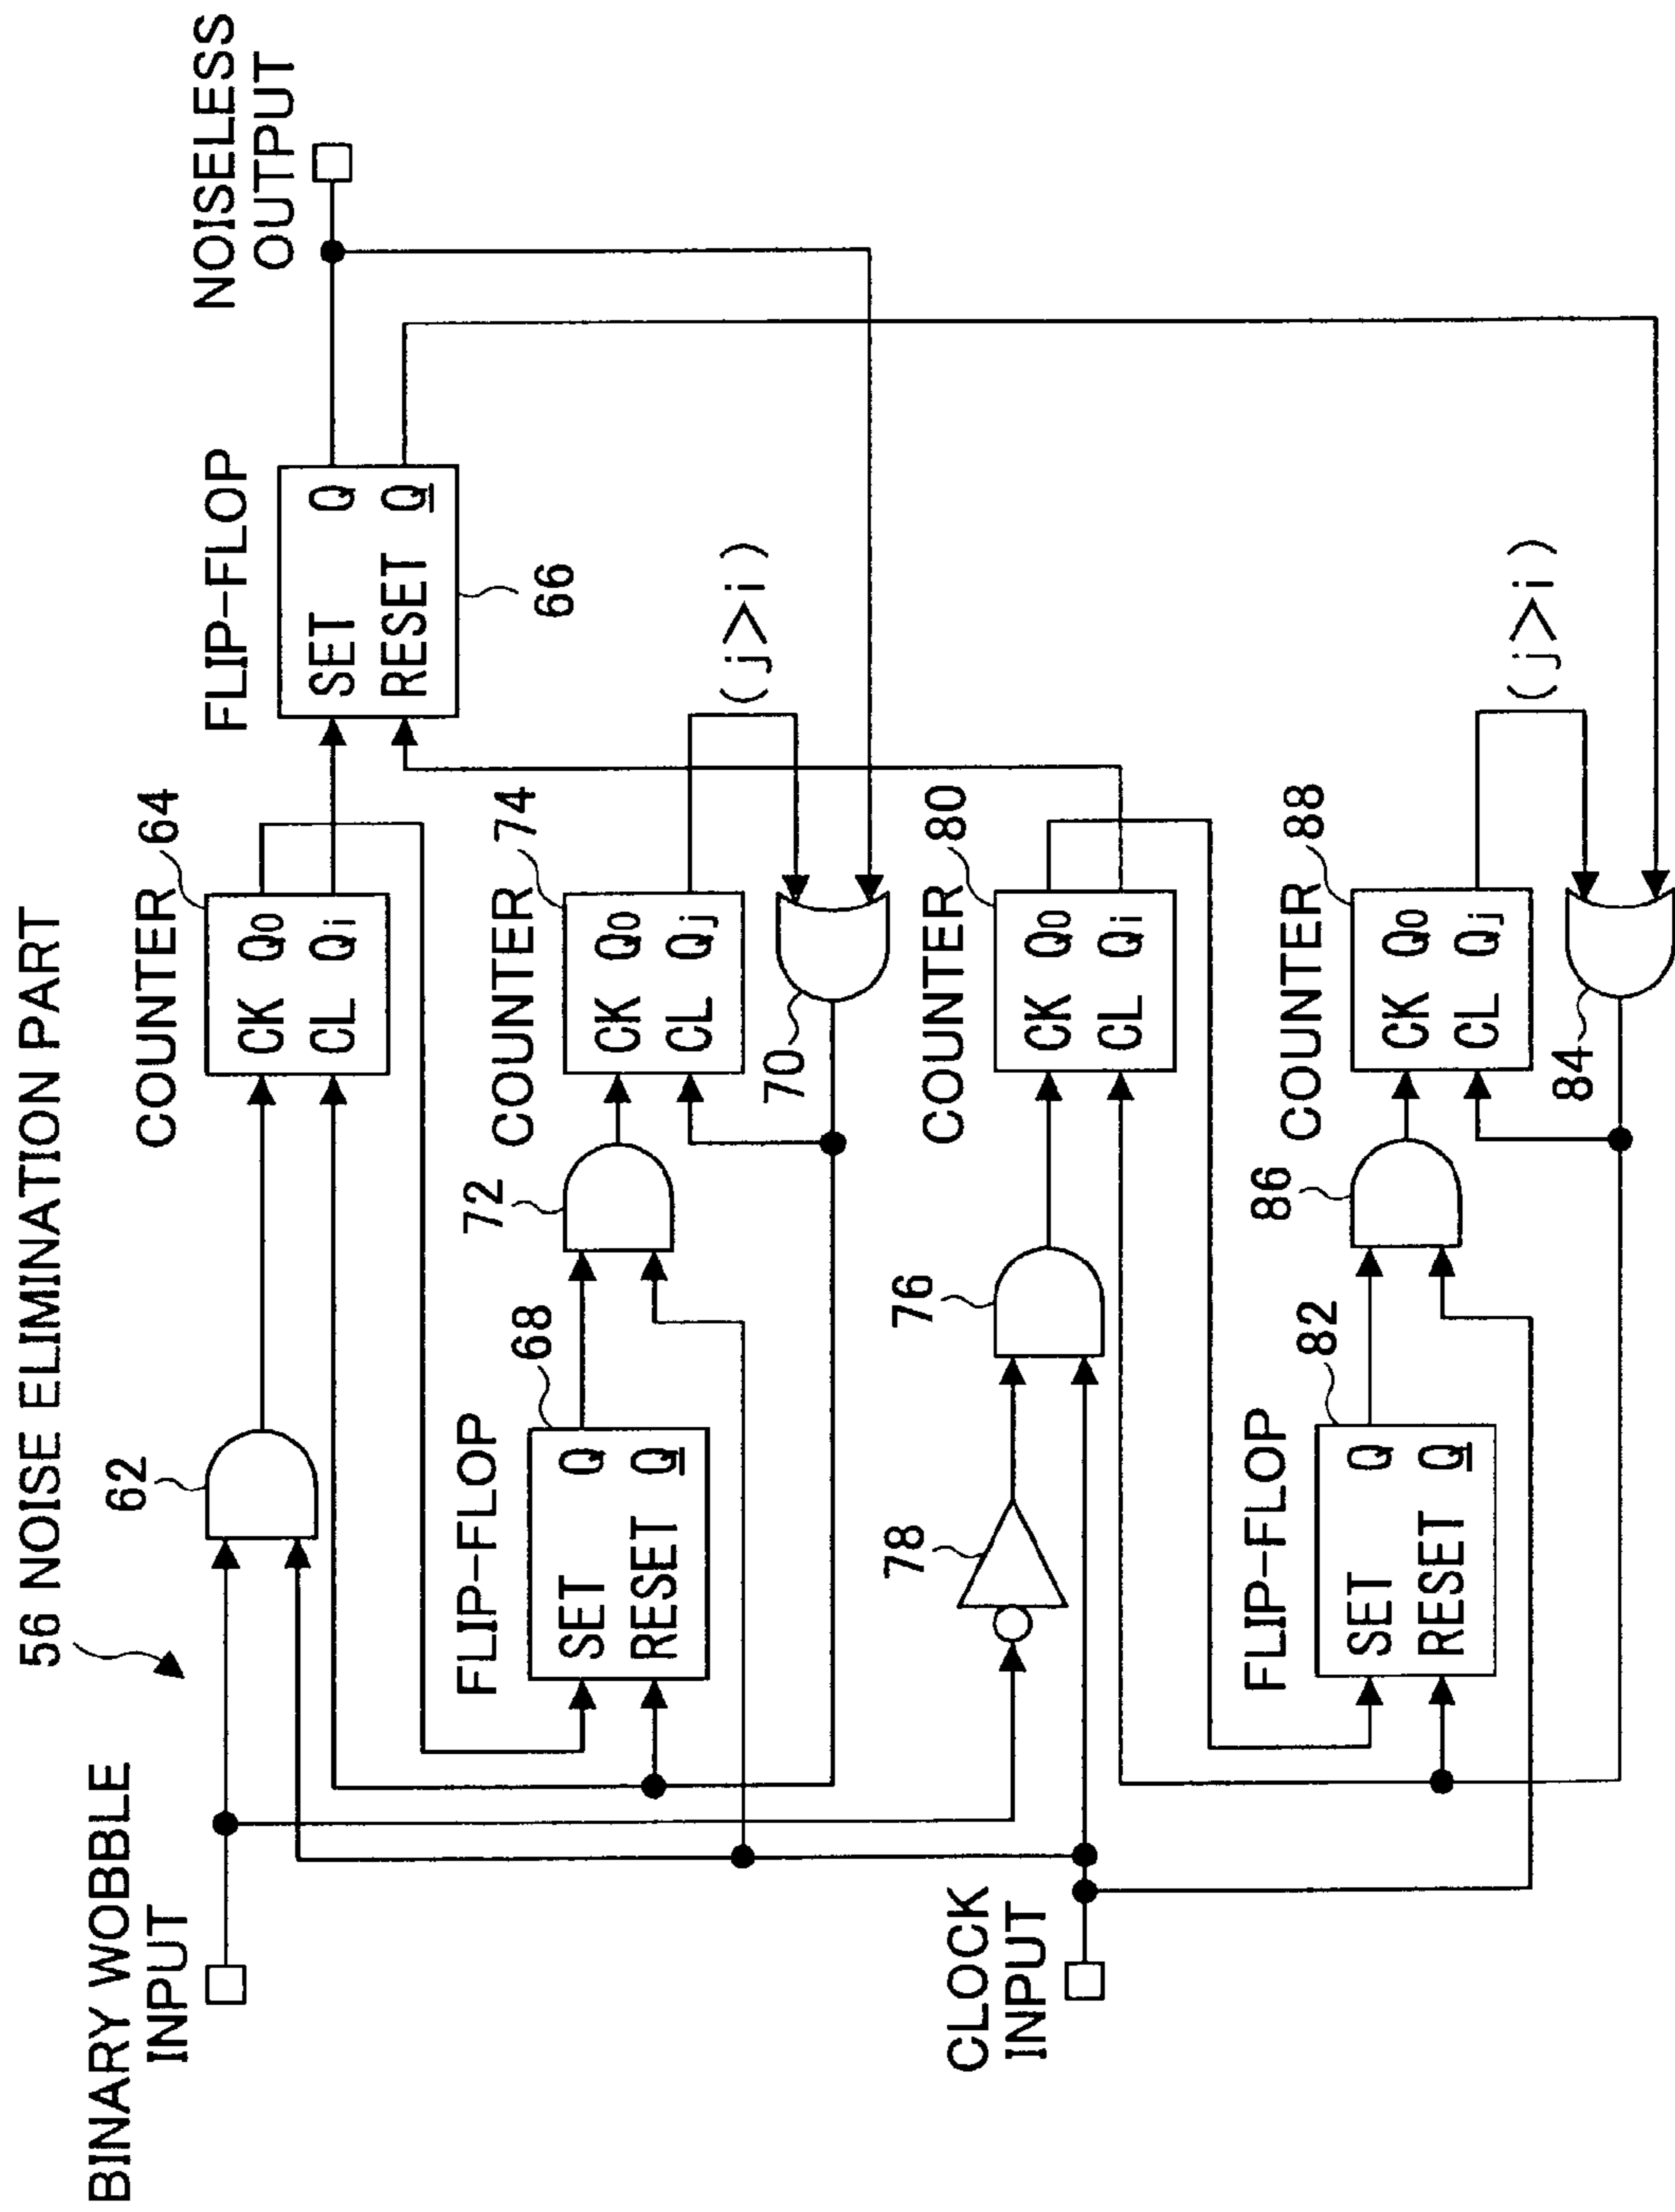 56 NOISE ELIMINATION PART
BINARY WOBBLE
INPUT
62
COUNTER
64
CK Q0
CL Qi
FLIP-FLOP
SET Q
RESET Q
66
NOISELESS
OUTPUT
FLIP-FLOP
68
SET Q
RESET Q
72
COUNTER
74
CK Q0
CL Qj
(j>i)
70
CLOCK
INPUT
78
76
COUNTER
80
CK Q0
CL Qi
FLIP-FLOP
82
SET Q
RESET Q
86
COUNTER
88
CK Q0
CL Qj
(j>i)
84